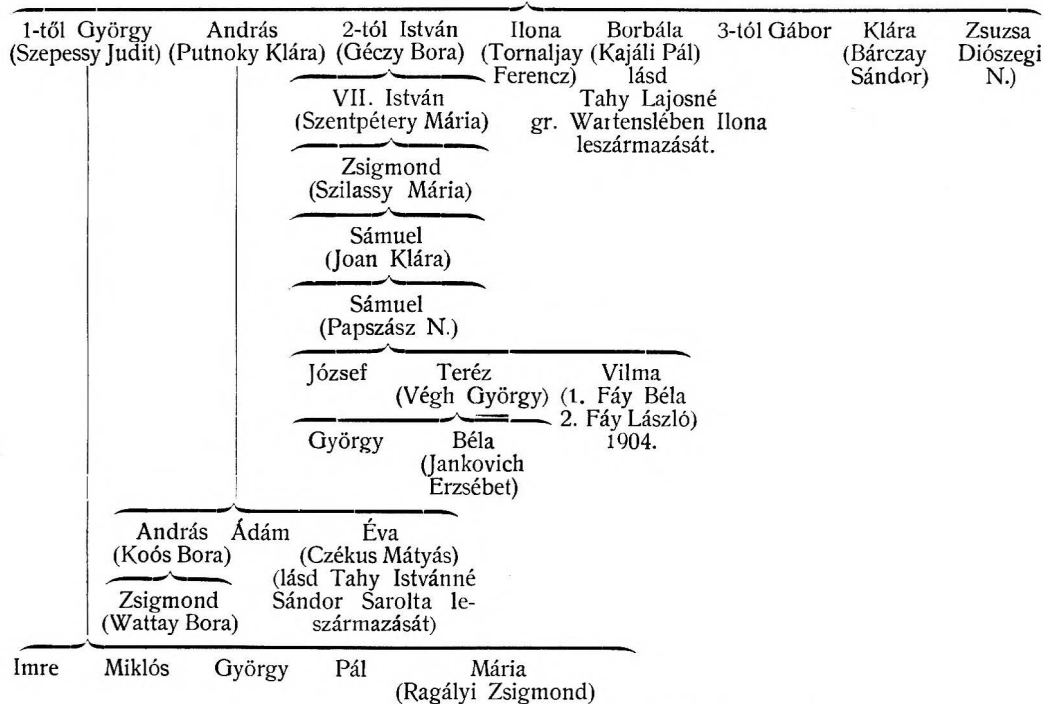 1-től György András 2-tól István Ilona Borbála 3-tól Gábor Klára Zsuzsa
(Szepessy Judit) (Putnoky Klára) (Géczy Bora) (Tornaljay (Kajáli Pál) (Bárczay Diószegi
Ferencz) lásd Sándor) N.)
VII. István Tahy Lajosné
(Szentpétery Mária) gr. Wartenslében Ilona
leszármazását.
Zsigmond
(Szilassy Mária)
Sámuel
(Joan Klára)
Sámuel
(Papszász N.)
József Teréz Vilma
(Végh György) (1. Fáy Béla
2. Fáy László)
György Béla 1904.
(Jankovich
Erzsébet)
András Ádám Éva
(Koós Bora) (Czékus Mátyás)
(lásd Tahy Istvánné
Zsigmond Sándor Sarolta le-
(Wattay Bora) származását)
Imre Miklós György Pál Mária
(Ragályi Zsigmond)